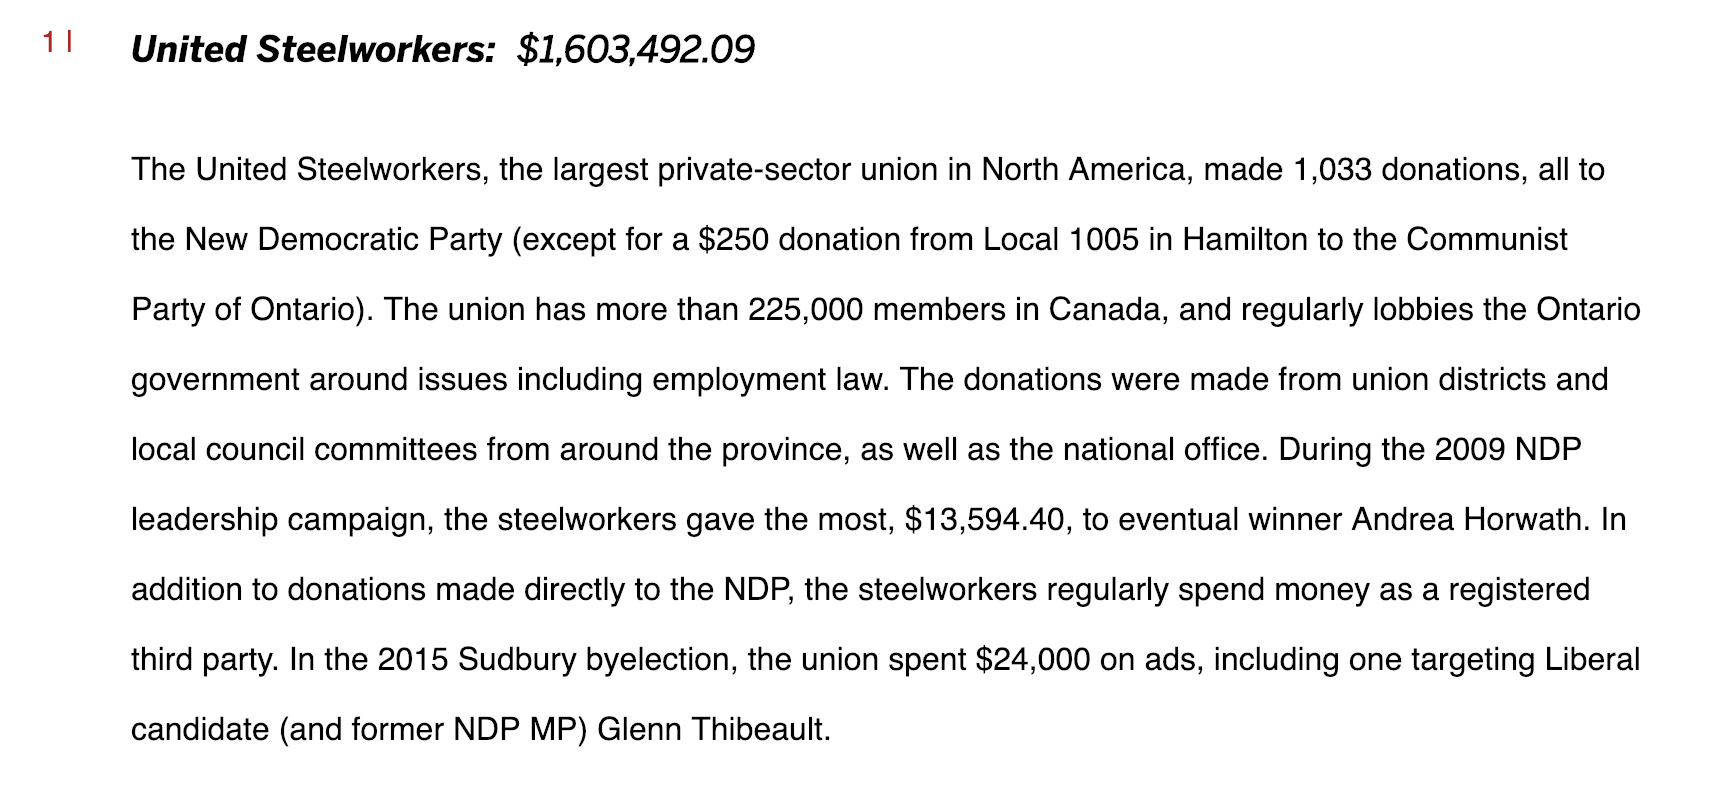 1 | United Steelworkers: $1,603,492.09
The United Steelworkers, the largest private-sector union in North America, made 1,033 donations, all to
the New Democratic Party (except for a $250 donation from Local 1005 in Hamilton to the Communist
Party of Ontario). The union has more than 225,000 members in Canada, and regularly lobbies the Ontario
government around issues including employment law. The donations were made from union districts and
local council committees from around the province, as well as the national office. During the 2009 NDP
leadership campaign, the steelworkers gave the most, $13,594.40, to eventual winner Andrea Horwath. In
addition to donations made directly to the NDP, the steelworkers regularly spend money as a registered
third party. In the 2015 Sudbury byelection, the union spent $24,000 on ads, including one targeting Liberal
candidate (and former NDP MP) Glenn Thibeault.